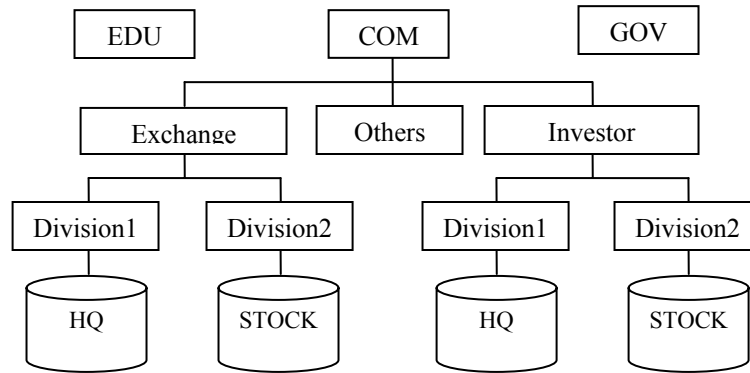 EDU
COM
GOV
Exchange
Others
Investor
Division1
Division2
Division1
Division2
HQ
STOCK
HQ
STOCK